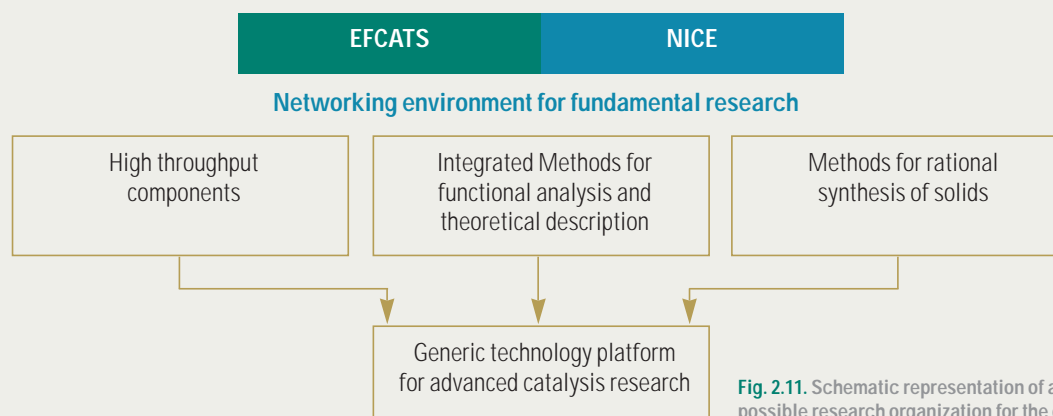 EFCATS NICE
Networking environment for fundamental research
High throughput
components
Integrated Methods for
functional analysis and
theoretical description
Methods for rational
synthesis of solids
Generic technology platform
for advanced catalysis research
Fig. 2.11. Schematic representation of a
possible research organization for the